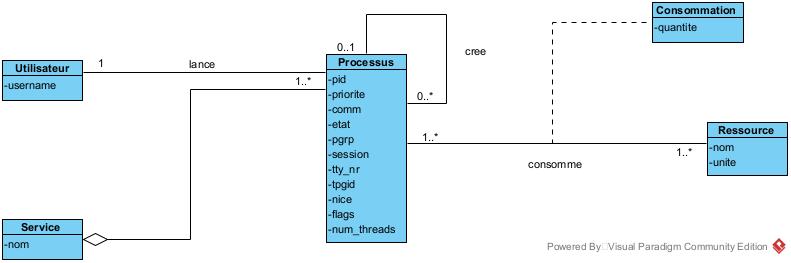 Consommation
-quantite
0..1
cree
Utilisateur
-username
1
lance
1..*
Processus
-pid
-priorite
-comm
-etat
-pgrp
-session
-tty_nr
-tpgid
-nice
-flags
-num_threads
0..*
1..*
consomme
1..*
Ressource
-nom
-unite
Service
-nom
Powered By Visual Paradigm Community Edition